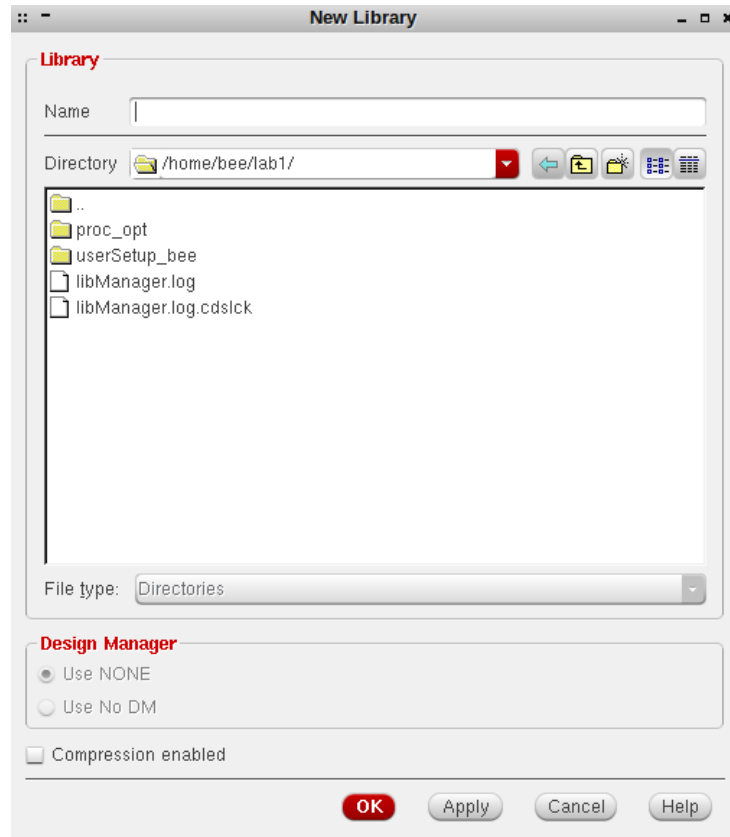 New Library
Library
Name
Directory /home/bee/lab1/
..
proc_opt
userSetup_bee
libManager.log
libManager.log.cdslck
File type: Directories
Design Manager
Use NONE
Use No DM
Compression enabled
OK Apply Cancel Help